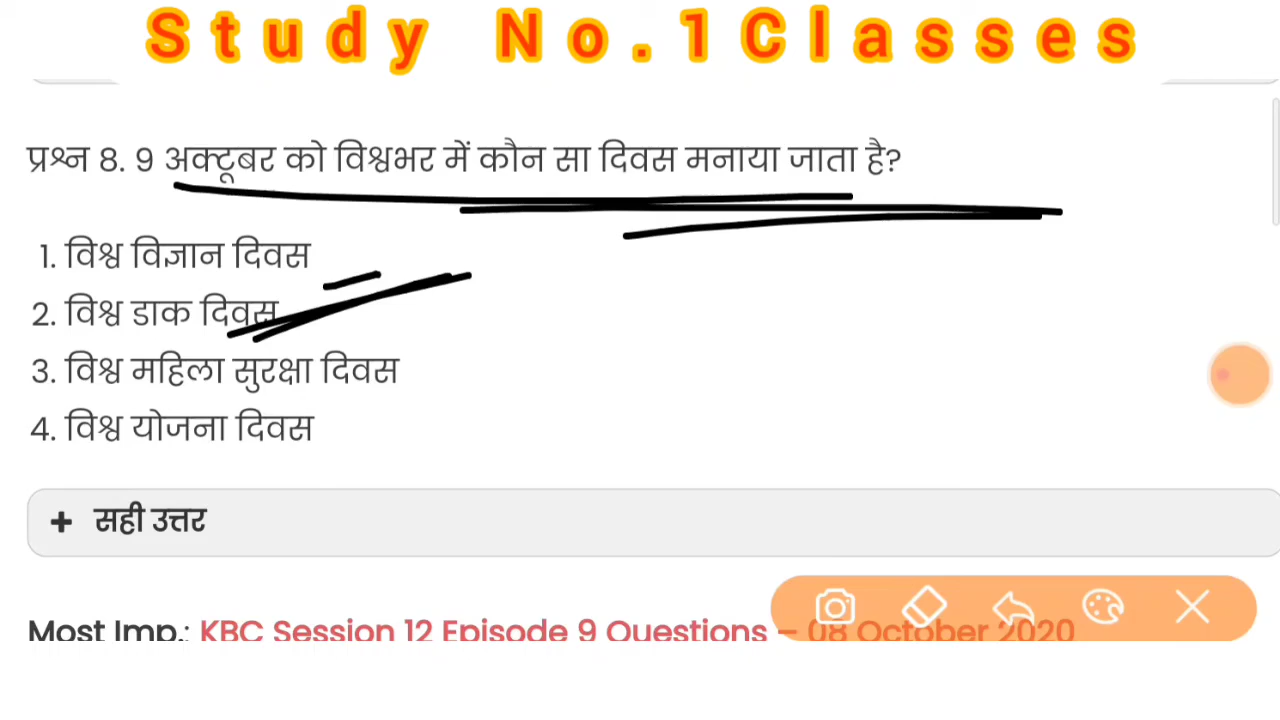 Study No.1Classes
प्रश्न 8. 9 अक्टूबर को विश्वभर में कौन सा दिवस मनाया जाता है?
1. विश्व विज्ञान दिवस
2. विश्व डाक दिवस
3. विश्व महिला सुरक्षा दिवस
4. विश्व योजना दिवस
+ सही उत्तर
Most Imp.: KBC Session 12 Episode 9 Questions – 08 October 2020